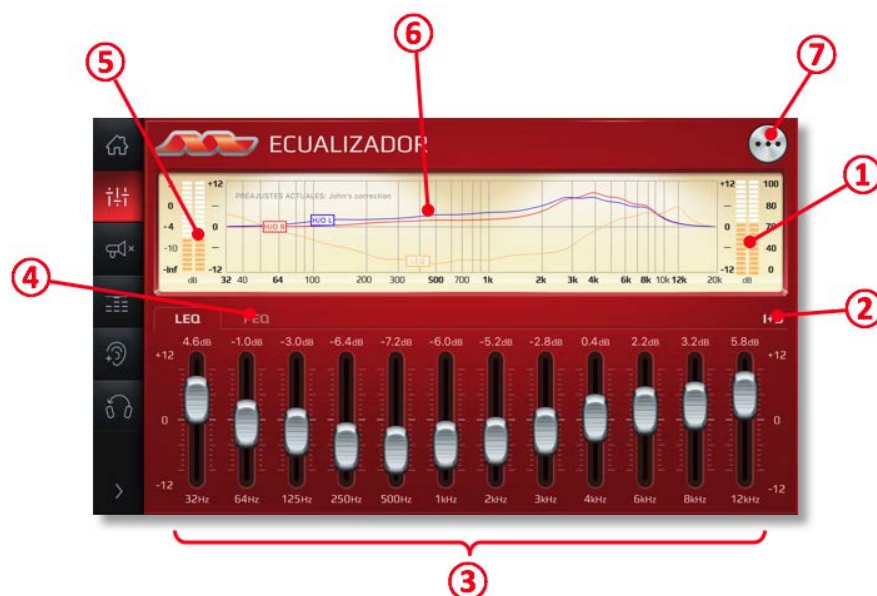 6
7
5
ECUALIZADOR
1
+12 +12 100
PREAJUSTES ACTUALES: John's correction
0 80
H/O L
-4 0 H/O R 0 70
-10 40
LEQ
-inf -12 -12 0
dB 32 40 64 100 200 300 400 500 700 1k 2k 3k 4k 6k 8k 10k 12k 20k dB
4
2
LEQ
4.6dB -1.0dB -3.0dB -6.4dB -7.2dB -6.0dB -5.2dB -2.8dB 0.4dB 2.2dB 3.2dB 5.8dB
+12 +12
0 0
-12 -12
32Hz 64Hz 125Hz 250Hz 500Hz 1kHz 2kHz 3kHz 4kHz 6kHz 8kHz 12kHz
3